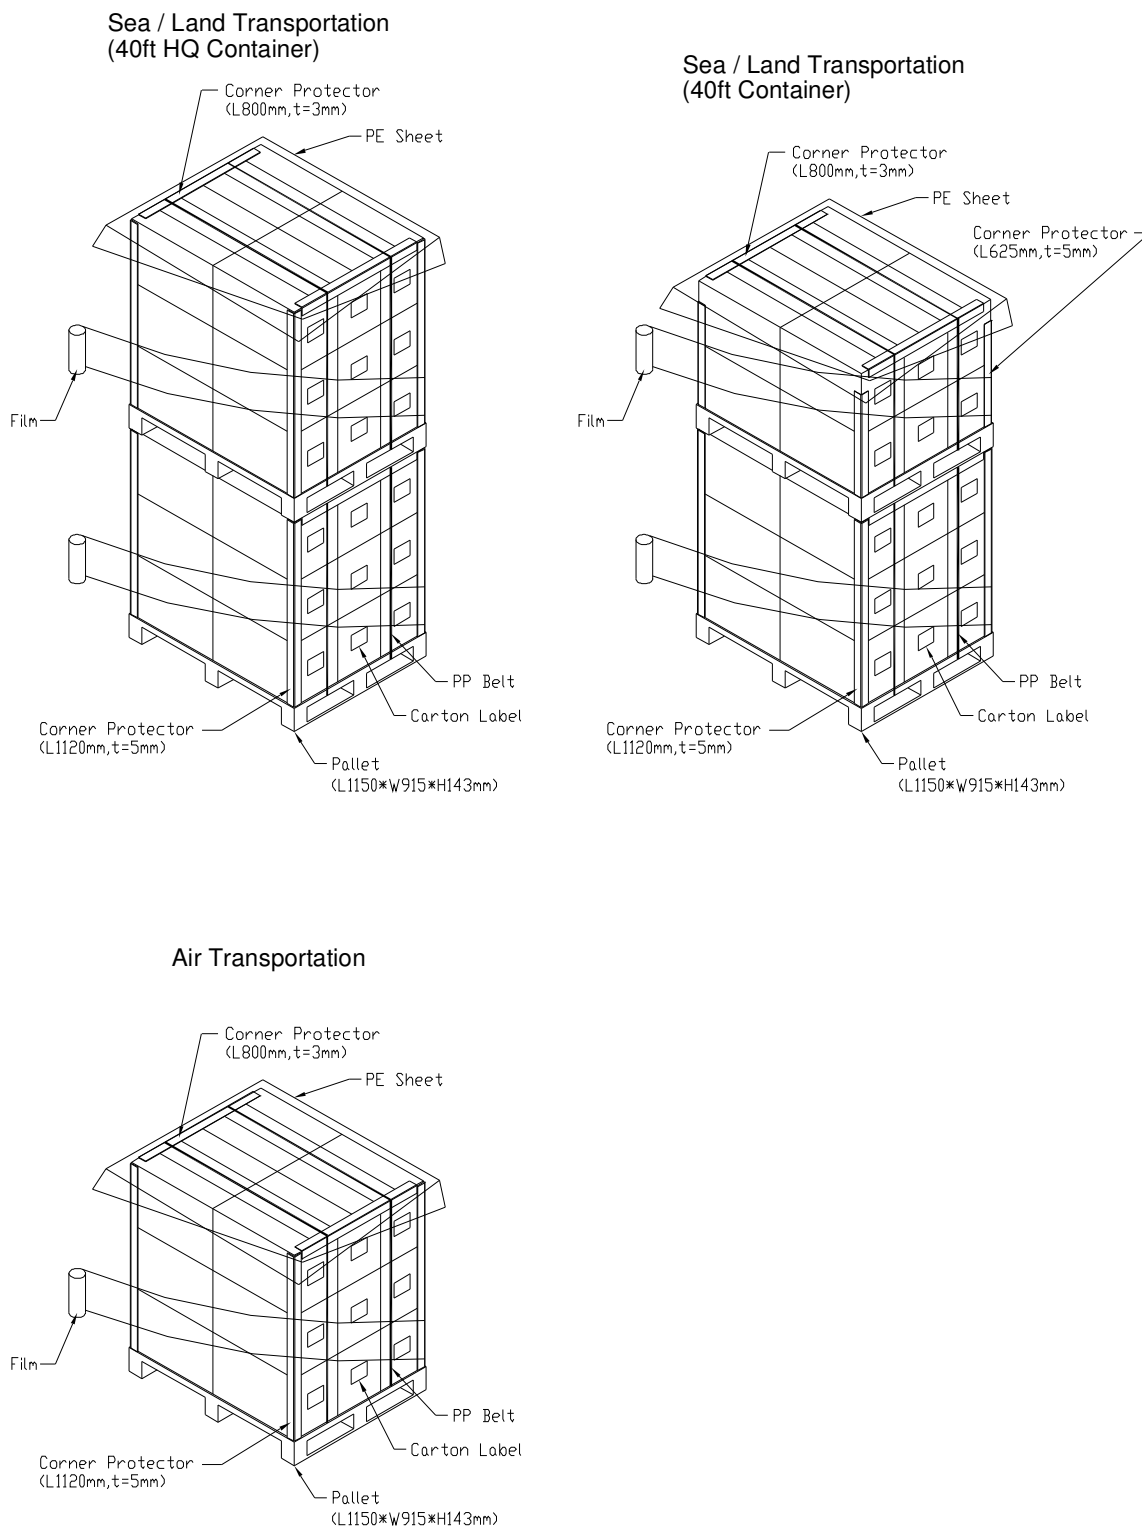 Sea / Land Transportation
(40ft HQ Container)
Corner Protector
(L800mm,t=3mm)
PE Sheet
Film
PP Belt
Carton Label
Corner Protector
(L1120mm,t=5mm)
Pallet
(L1150*W915*H143mm)
Sea / Land Transportation
(40ft Container)
Corner Protector
(L800mm,t=3mm)
PE Sheet
Corner Protector
(L625mm,t=5mm)
Film
PP Belt
Carton Label
Corner Protector
(L1120mm,t=5mm)
Pallet
(L1150*W915*H143mm)
Air Transportation
Corner Protector
(L800mm,t=3mm)
PE Sheet
Film
PP Belt
Carton Label
Corner Protector
(L1120mm,t=5mm)
Pallet
(L1150*W915*H143mm)